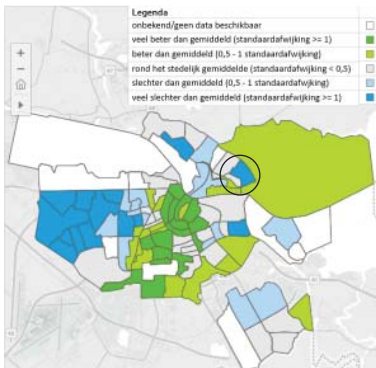 Legenda
onbekend/geen data beschikbaar
veel beter dan gemiddeld (standaardafwijking >= 1)
beter dan gemiddeld (0,5 - 1 standaardafwijking)
rond het stedelijk gemiddelde (standaardafwijking < 0,5)
slechter dan gemiddeld (0,5 - 1 standaardafwijking)
veel slechter dan gemiddeld (standaardafwijking >= 1)